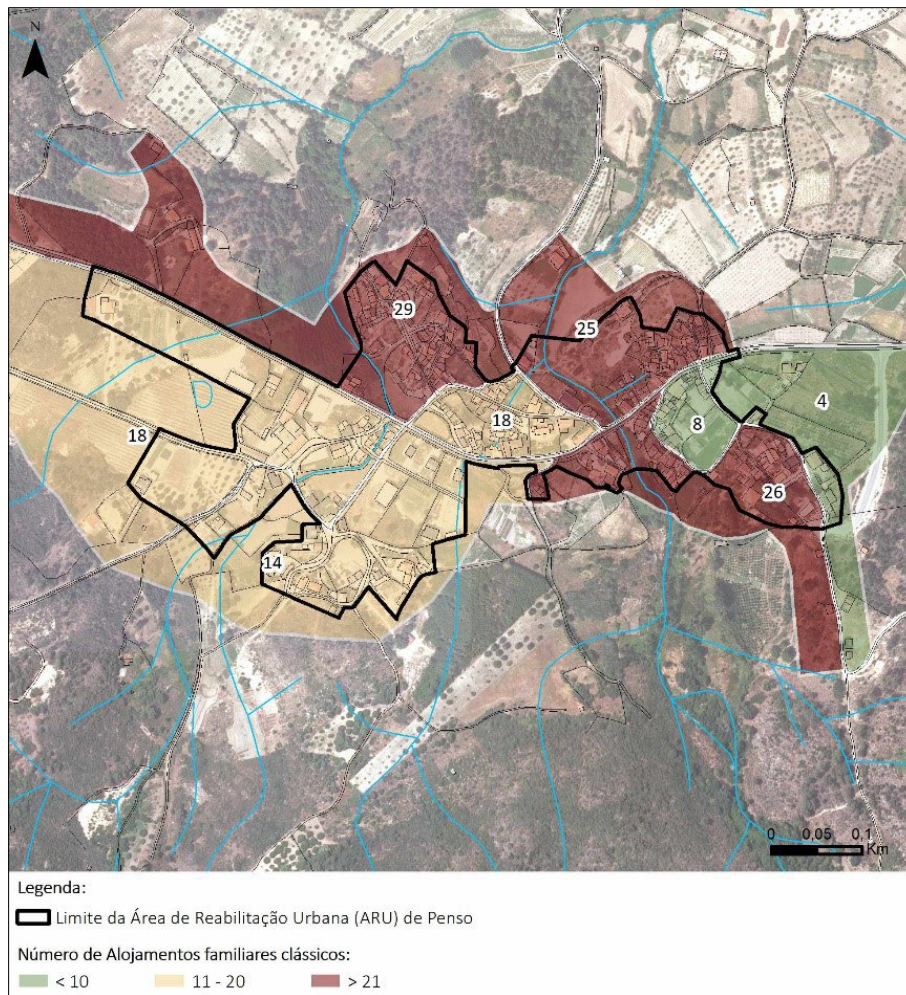 N
29
25
4
18
8
18
26
14
0 0,05 0.1
Km
Legenda:
Limite da Área de Reabilitação Urbana (ARU) de Penso
Número de Alojamentos familiares clássicos:
< 10 11 - 20 > 21